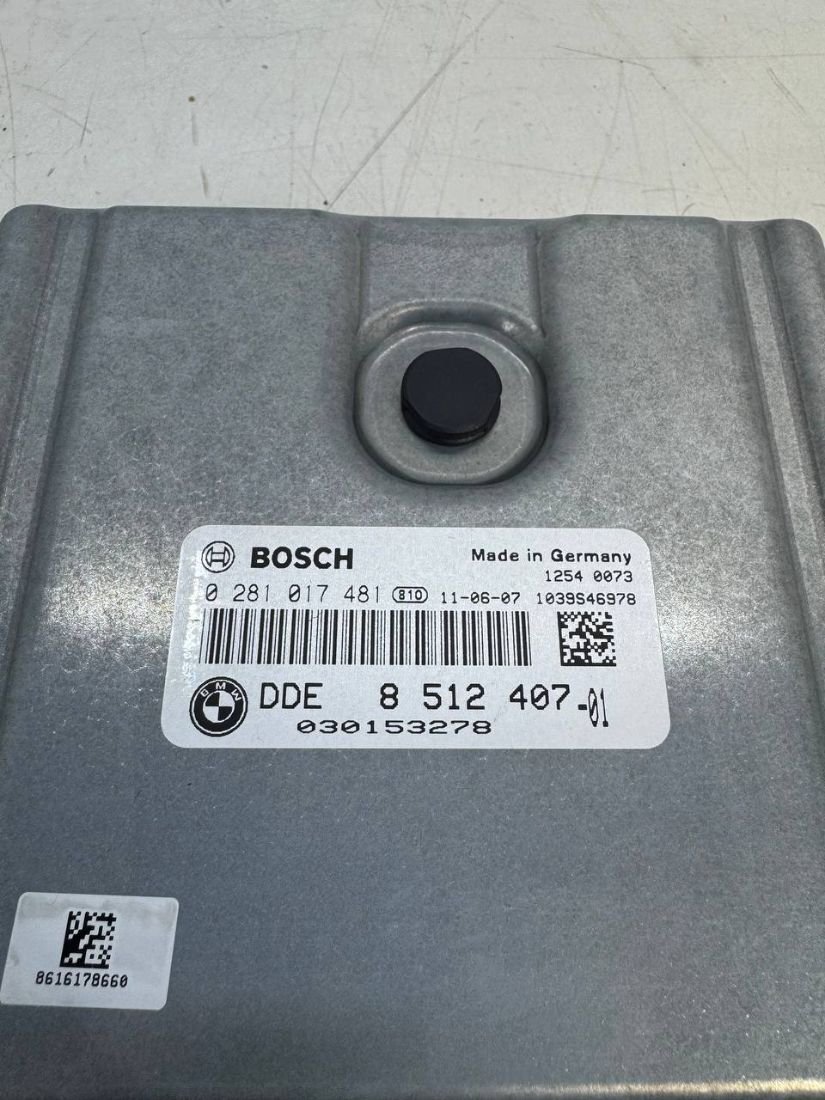 BOSCH Made in Germany
1254 0073
0 281 017 481 810 11-06-07 1039S46978
BMW DDE 8 512 407-01
030153278
8616178660